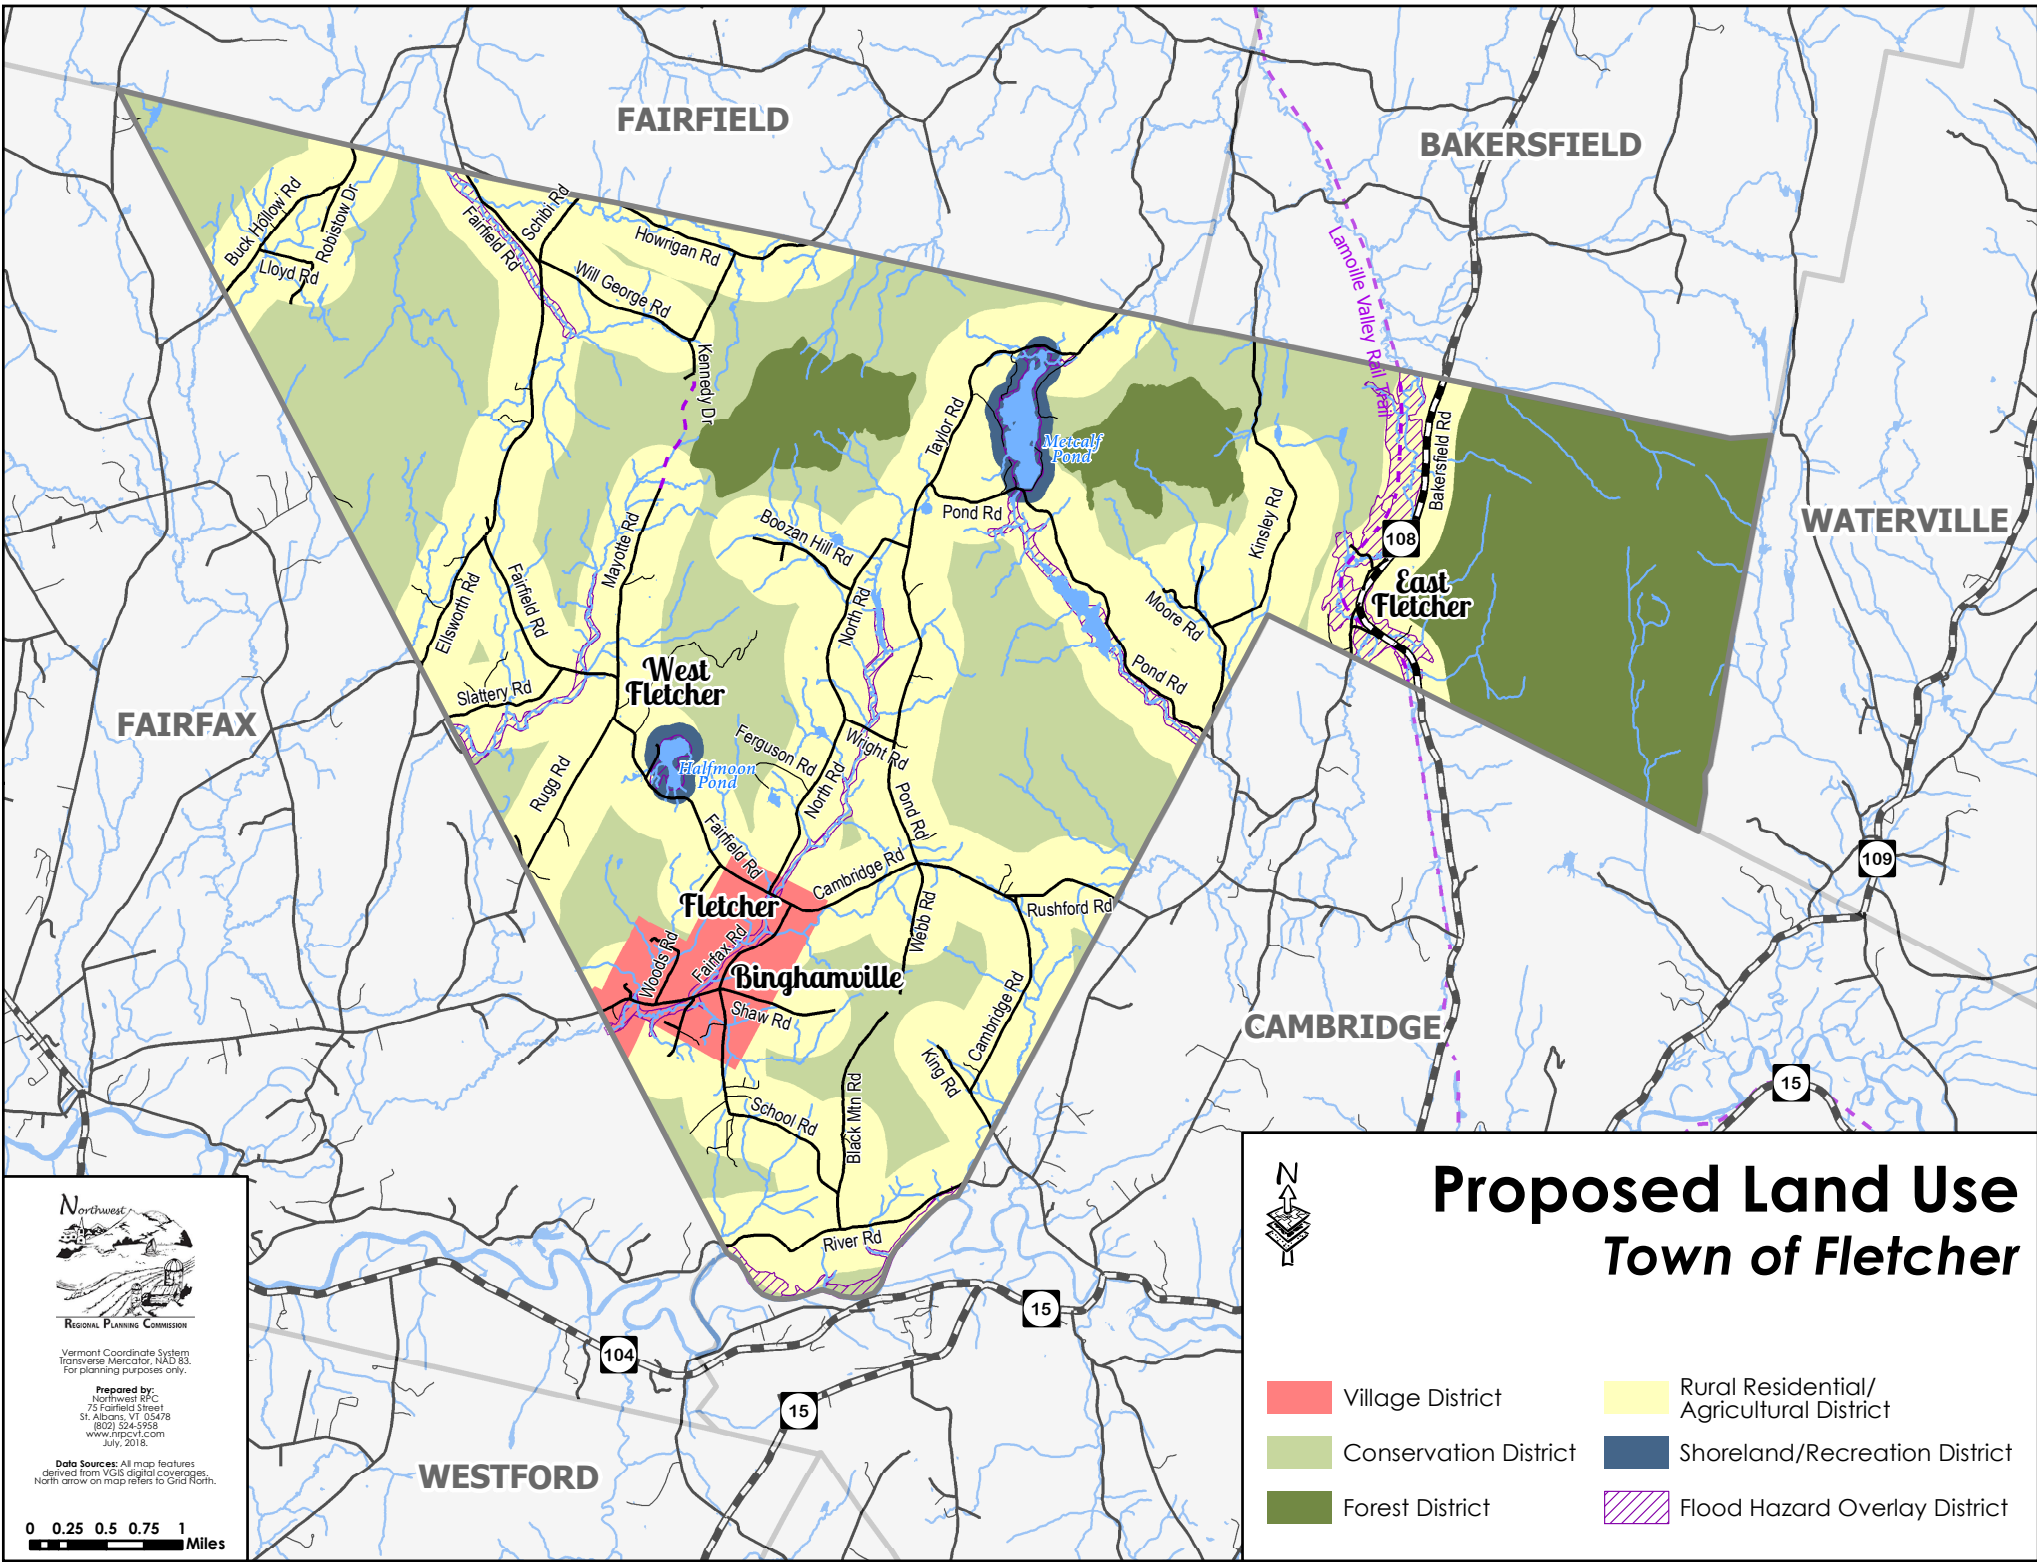 FAIRFIELD
BAKERSFIELD
WATERVILLE
FAIRFAX
CAMBRIDGE
WESTFORD
Buck Hollow Rd
Robistow Dr
Lloyd Rd
Fairfield Rd
Schibi Rd
Howrigan Rd
Will George Rd
Kennedy Dr
Lamoille Valley Rail Trail
Taylor Rd
Metcalf
Pond
Bakersfield Rd
108
East
Fletcher
Pond Rd
Boozan Hill Rd
Kinsley Rd
Mayotte Rd
Ellsworth Rd
Fairfield Rd
North Rd
Moore Rd
Pond Rd
West
Fletcher
Slattery Rd
Halfmoon
Pond
Ferguson Rd
Wright Rd
Rugg Rd
North Rd
Pond Rd
Fairfield Rd
Cambridge Rd
109
Fletcher
Rushford Rd
Webb Rd
Woods Rd
Fairfax Rd
Binghamville
Shaw Rd
Cambridge Rd
King Rd
School Rd
Black Mtn Rd
River Rd
15
15
104
15
Northwest
REGIONAL PLANNING COMMISSION
Vermont Coordinate System
Transverse Mercator, NAD 83.
For planning purposes only.
Prepared by:
Northwest RPC
75 Fairfield Street
St. Albans, VT 05478
(802) 524-5958
www.nrpcvt.com
July, 2018.
Data Sources: All map features
derived from VGIS digital coverages.
North arrow on map refers to Grid North.
0 0.25 0.5 0.75 1
Miles
N
Proposed Land Use
Town of Fletcher
Village District
Conservation District
Forest District
Rural Residential/
Agricultural District
Shoreland/Recreation District
Flood Hazard Overlay District